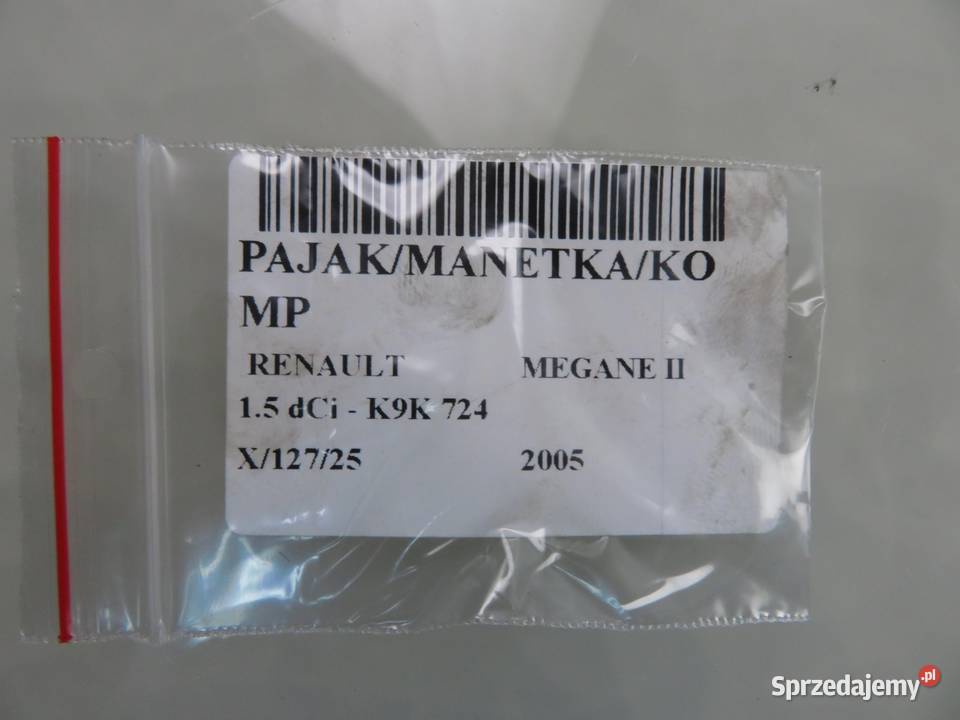 PAJAK/MANETKA/KO
MP
RENAULT MEGANE II
1.5 dCi - K9K 724
X/127/25 2005
Sprzedajemy.pl